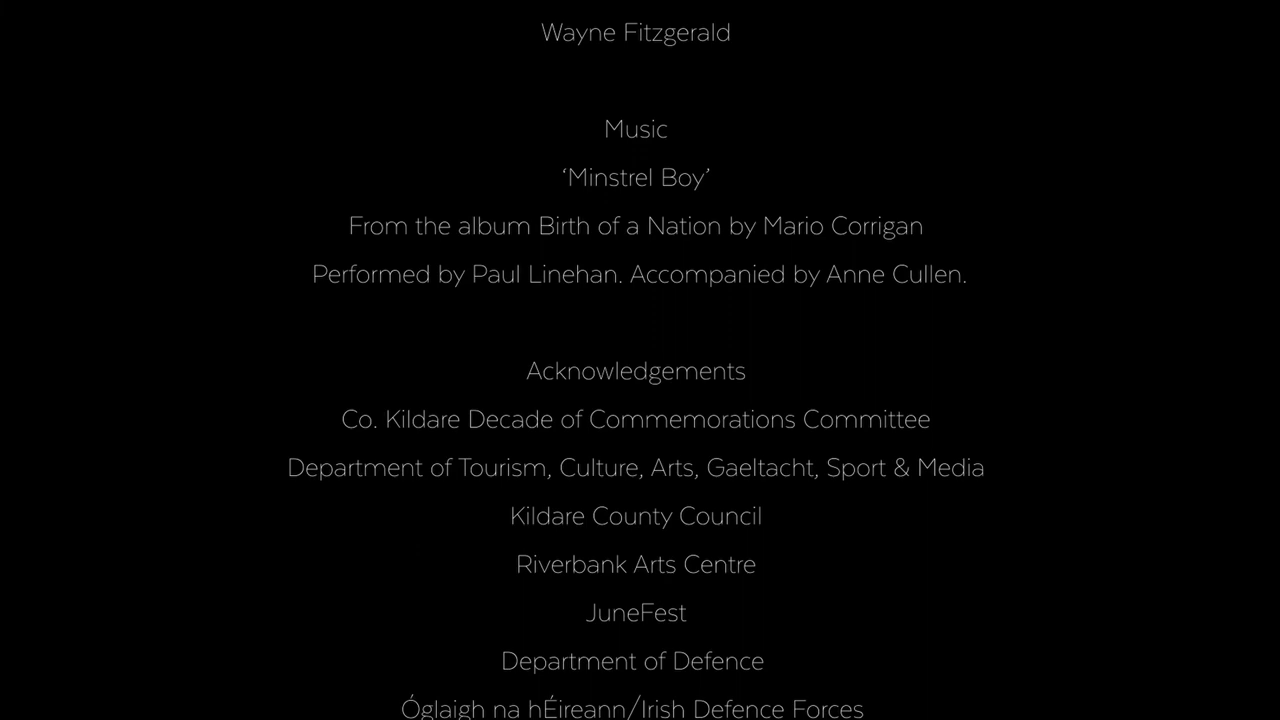 Wayne Fitzgerald
Music
‘Minstrel Boy’
From the album Birth of a Nation by Mario Corrigan
Performed by Paul Linehan. Accompanied by Anne Cullen.
Acknowledgements
Co. Kildare Decade of Commemorations Committee
Department of Tourism, Culture, Arts, Gaeltacht, Sport & Media
Kildare County Council
Riverbank Arts Centre
JuneFest
Department of Defence
Óglaigh na hÉireann/Irish Defence Forces